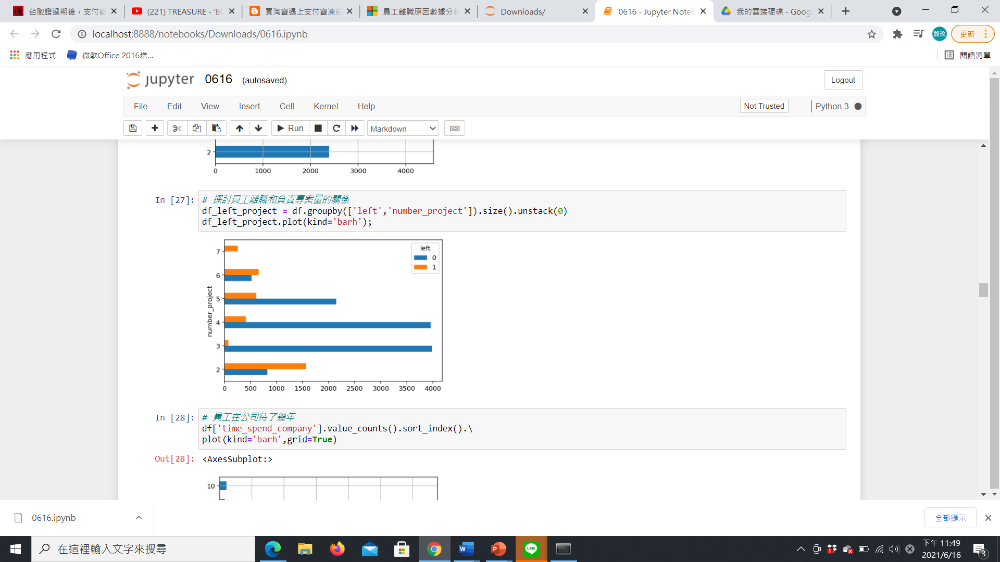 台胞證過期後，支付寶
(221) TREASURE - ‘BO
買淘寶遇上支付寶凍結
員工離職原因數據分析
Downloads/
0616 - Jupyter Noteb
我的雲端硬碟 - Goog
localhost:8888/notebooks/Downloads/0616.ipynb
馥瑜
更新
應用程式
微軟Office 2016增...
閱讀清單
jupyter
0616
(autosaved)
Logout
File
Edit
View
Insert
Cell
Kernel
Help
Not Trusted
Python 3
Run
Markdown
2
0 1000 2000 3000 4000
In [27]:
# 探討員工離職和負責專案量的關係
df_left_project = df.groupby(['left','number_project']).size().unstack(0)
df_left_project.plot(kind='barh');
left
0
1
7
6
5
4
3
2
number_project
0 500 1000 1500 2000 2500 3000 3500 4000
In [28]:
# 員工在公司待了幾年
df['time_spend_company'].value_counts().sort_index().\
plot(kind='barh',grid=True)
Out[28]:
<AxesSubplot:>
10
0616.ipynb
全部顯示
在這裡輸入文字來搜尋
W
P
LINE
1
下午 11:49
2021/6/16
3